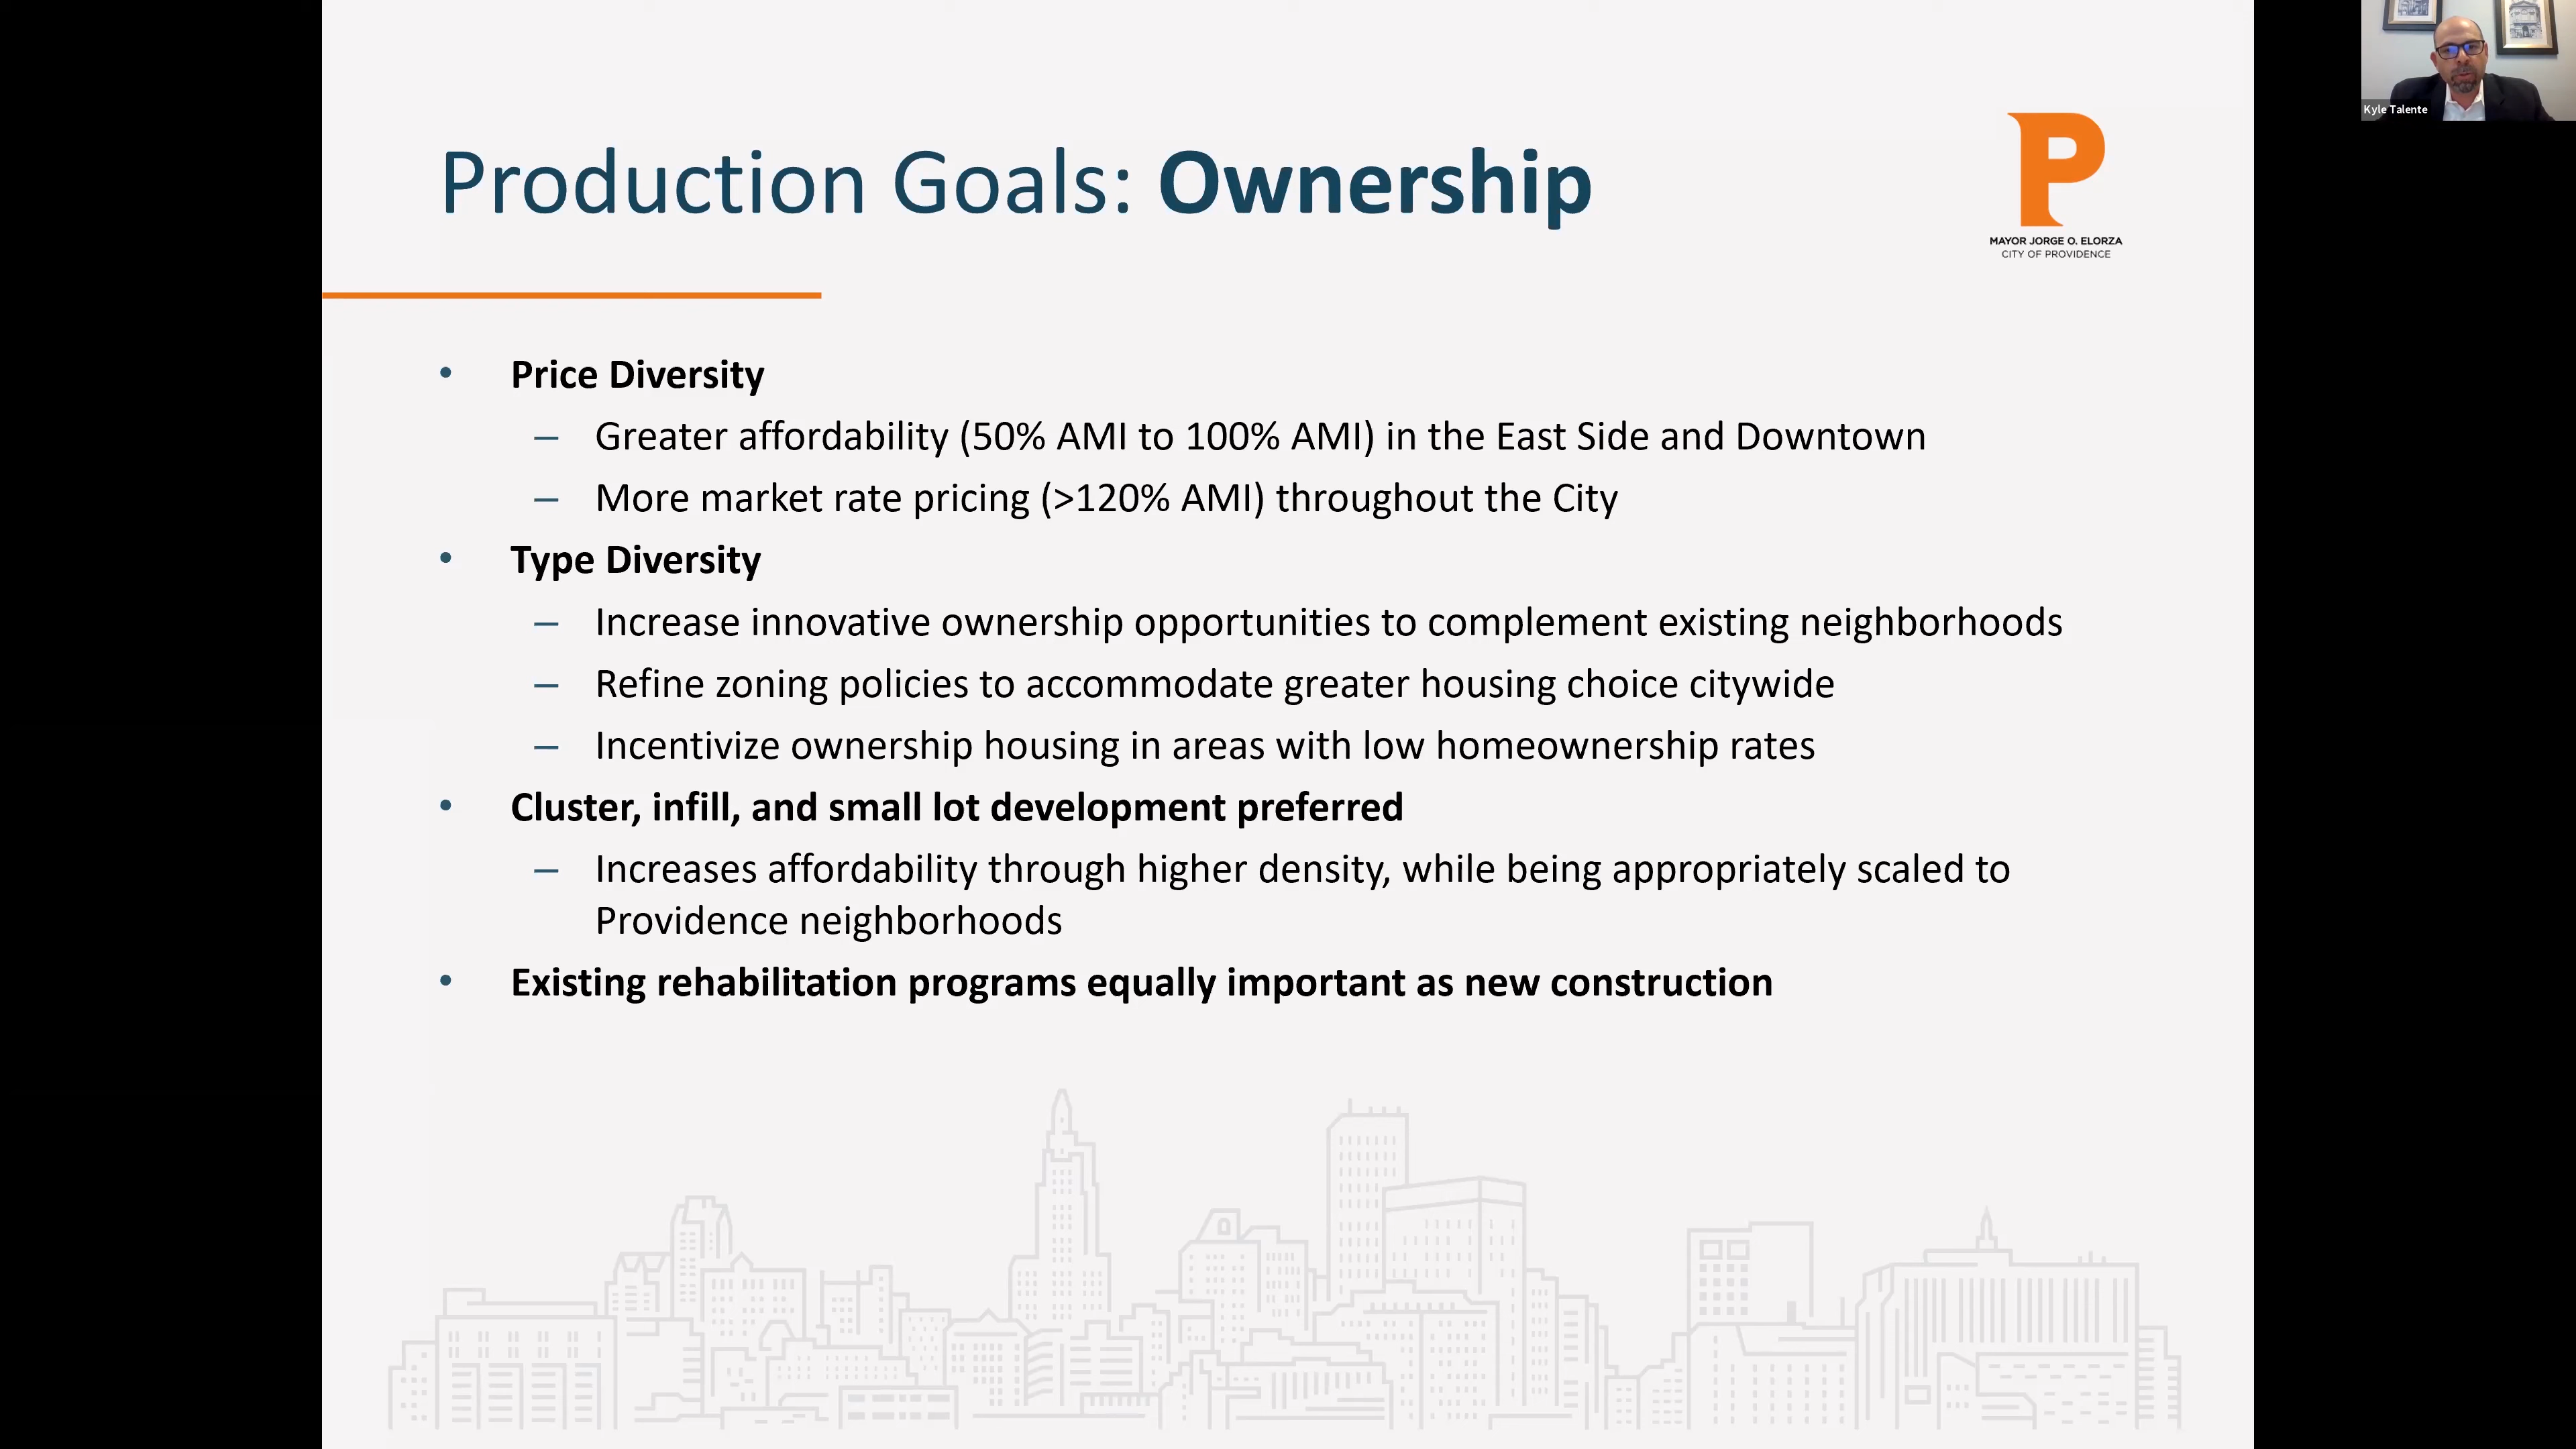 Kyle Talente
Production Goals: Ownership
MAYOR JORGE O. ELORZA
CITY OF PROVIDENCE
• Price Diversity
– Greater affordability (50% AMI to 100% AMI) in the East Side and Downtown
– More market rate pricing (>120% AMI) throughout the City
• Type Diversity
– Increase innovative ownership opportunities to complement existing neighborhoods
– Refine zoning policies to accommodate greater housing choice citywide
– Incentivize ownership housing in areas with low homeownership rates
• Cluster, infill, and small lot development preferred
– Increases affordability through higher density, while being appropriately scaled to
Providence neighborhoods
• Existing rehabilitation programs equally important as new construction